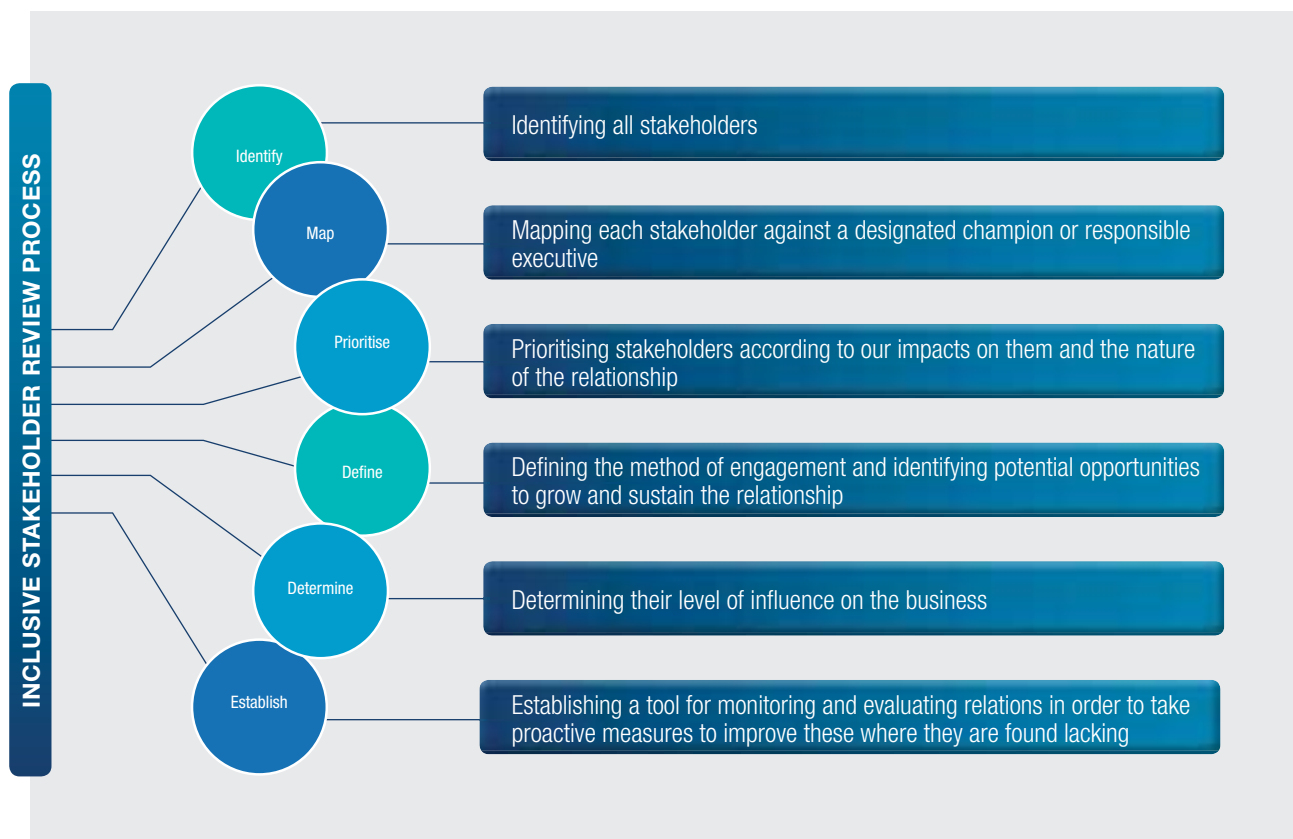 INCLUSIVE STAKEHOLDER REVIEW PROCESS
Identify
Identifying all stakeholders
Map
Mapping each stakeholder against a designated champion or responsible
executive
Prioritise
Prioritising stakeholders according to our impacts on them and the nature
of the relationship
Define
Defining the method of engagement and identifying potential opportunities
to grow and sustain the relationship
Determine
Determining their level of influence on the business
Establish
Establishing a tool for monitoring and evaluating relations in order to take
proactive measures to improve these where they are found lacking